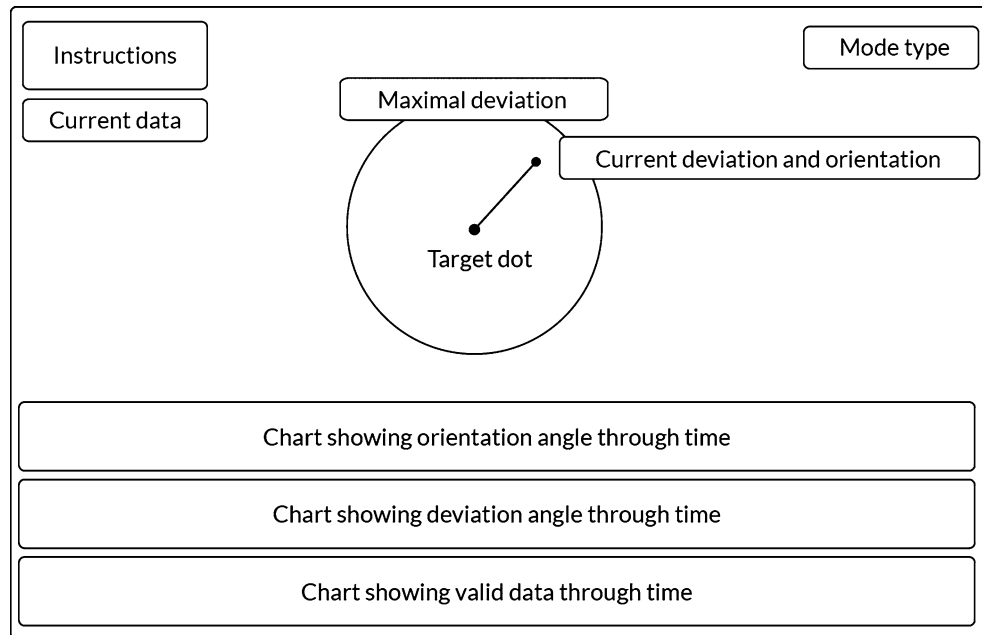 Instructions
Mode type
Current data
Maximal deviation
Current deviation and orientation
Target dot
Chart showing orientation angle through time
Chart showing deviation angle through time
Chart showing valid data through time